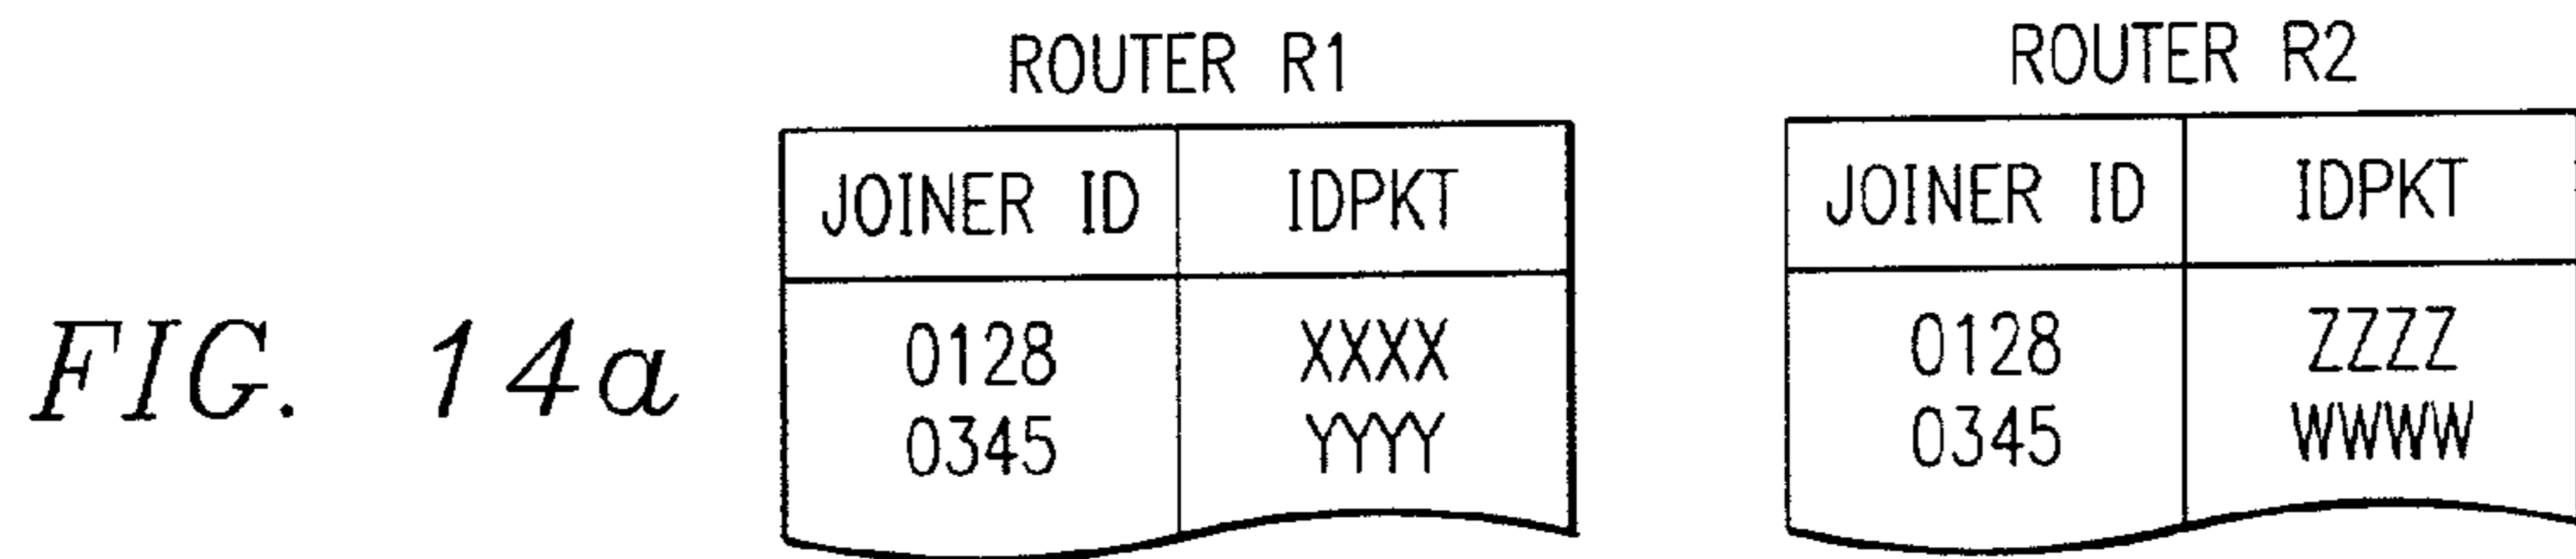 ROUTER R1
JOINER ID IDPKT
0128 XXXX
0345 YYYY
ROUTER R2
JOINER ID IDPKT
0128 ZZZZ
0345 WWWW
FIG. 14a